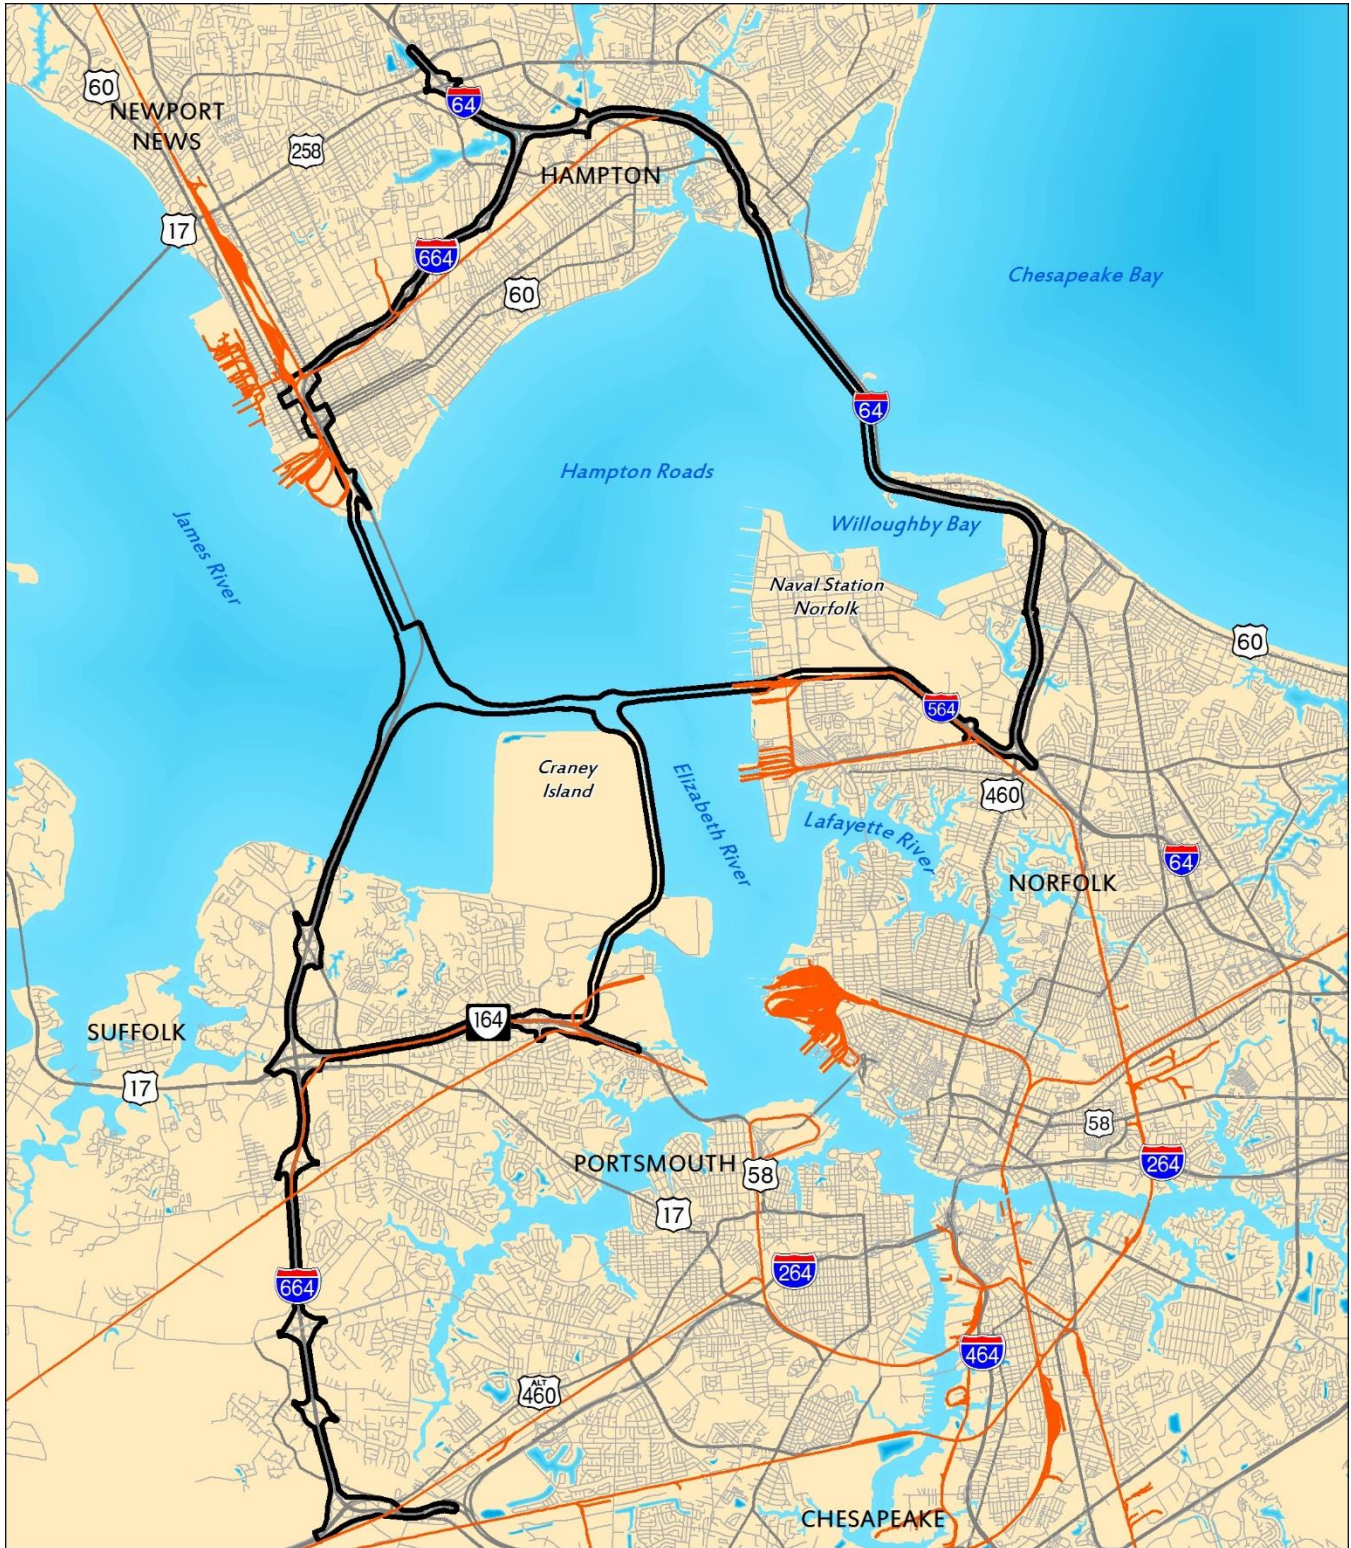 60
NEWPORT
NEWS
64
258
HAMPTON
17
664
60
Chesapeake Bay
64
Hampton Roads
James River
Willoughby Bay
Naval Station
Norfolk
60
564
Craney
Island
Elizabeth River
460
Lafayette River
64
NORFOLK
164
SUFFOLK
17
58
264
PORTSMOUTH
58
17
264
664
464
ALT
460
CHESAPEAKE